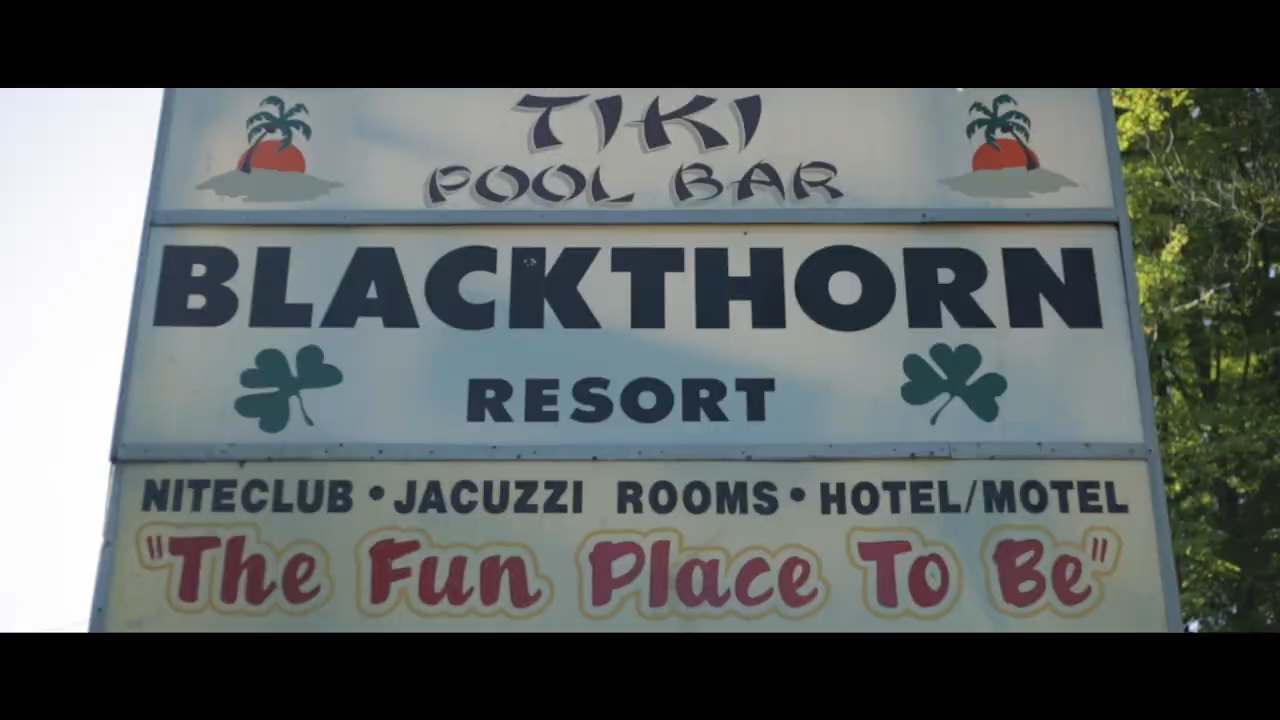 TIKI
POOL BAR
BLACKTHORN
RESORT
NITECLUB • JACUZZI ROOMS • HOTEL/MOTEL
"The Fun Place To Be"